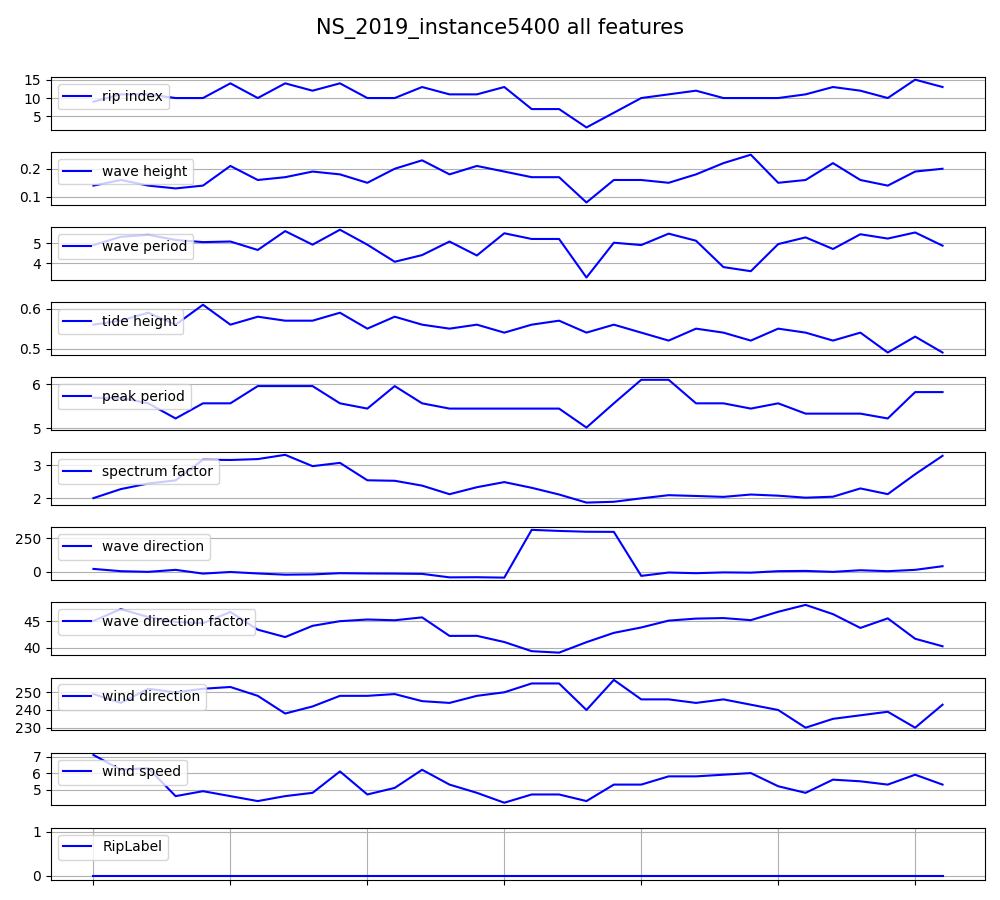 NS_2019_instance5400 all features
15
10
5
rip index
0.2
0.1
wave height
5
4
wave period
0.6
0.5
tide height
6
5
peak period
3
2
spectrum factor
250
0
wave direction
45
40
wave direction factor
250
240
230
wind direction
7
6
5
wind speed
1
0
RipLabel